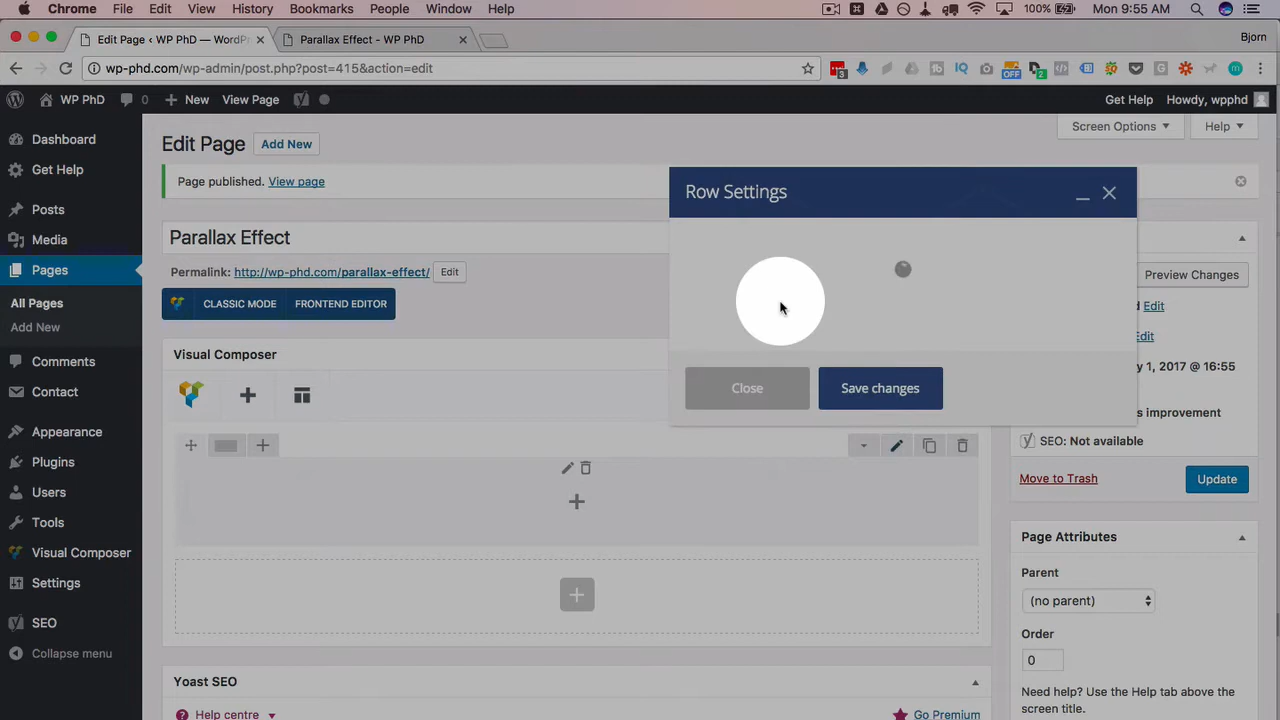 Chrome File Edit View History Bookmarks People Window Help 100% Mon 9:55 AM
Edit Page ‹ WP PhD — WordPr Parallax Effect - WP PhD Bjorn
wp-phd.com/wp-admin/post.php?post=415&action=edit
WP PhD 0 New View Page Get Help Howdy, wpphd
Dashboard
Get Help
Posts
Media
Pages
All Pages
Add New
Comments
Contact
Appearance
Plugins
Users
Tools
Visual Composer
Settings
SEO
Collapse menu
Edit Page Add New
Screen Options Help
Page published. View page
Parallax Effect
Permalink: http://wp-phd.com/parallax-effect/ Edit
CLASSIC MODE FRONTEND EDITOR
Visual Composer
Yoast SEO
Help centre Go Premium
Row Settings
Close Save changes
Preview Changes
Edit
Edit
1, 2017 @ 16:55
improvement
SEO: Not available
Move to Trash Update
Page Attributes
Parent
(no parent)
Order
0
Need help? Use the Help tab above the
screen title.